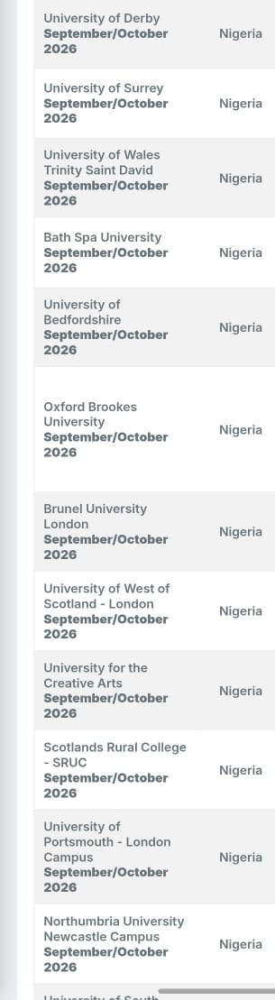 University of Derby
September/October
2026
Nigeria
University of Surrey
September/October
2026
Nigeria
University of Wales
Trinity Saint David
September/October
2026
Nigeria
Bath Spa University
September/October
2026
Nigeria
University of
Bedfordshire
September/October
2026
Nigeria
Oxford Brookes
University
September/October
2026
Nigeria
Brunel University
London
September/October
2026
Nigeria
University of West of
Scotland - London
September/October
2026
Nigeria
University for the
Creative Arts
September/October
2026
Nigeria
Scotlands Rural College
- SRUC
September/October
2026
Nigeria
University of
Portsmouth - London
Campus
September/October
2026
Nigeria
Northumbria University
Newcastle Campus
September/October
2026
Nigeria
University of South